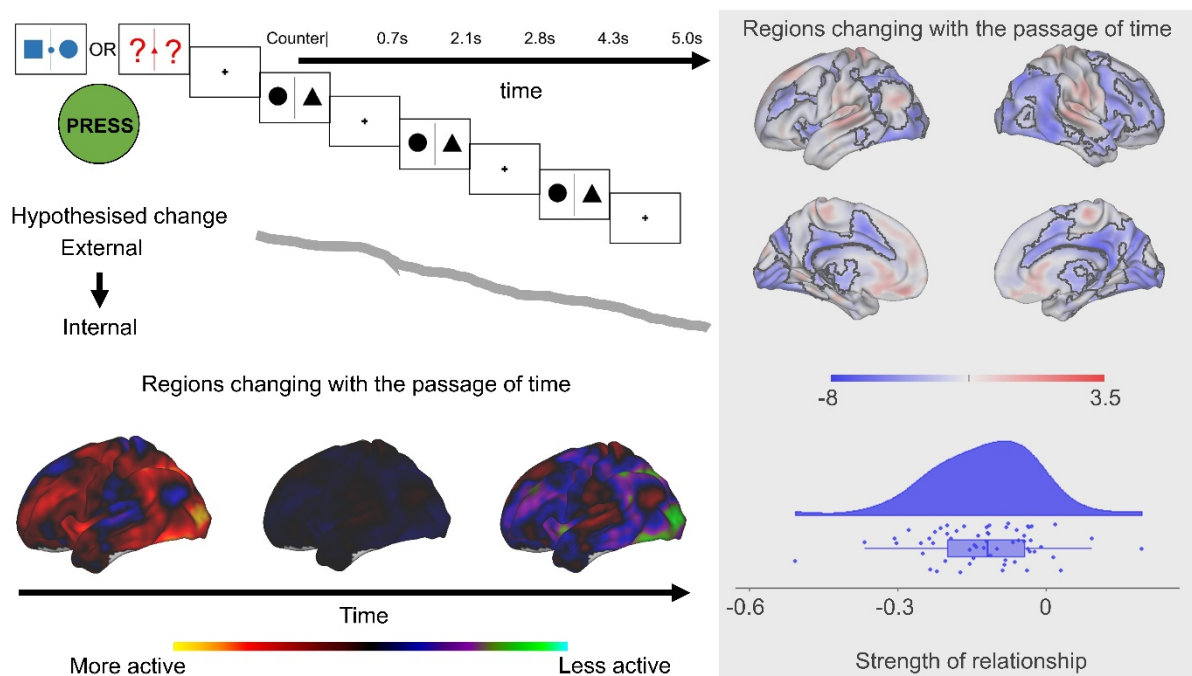 OR
? ?
PRESS
Counter| 0.7s 2.1s 2.8s 4.3s 5.0s
time
Hypothesised change
External
Internal
Regions changing with the passage of time
Time
More active Less active
Regions changing with the passage of time
-8 3.5
-0.6 -0.3 0
Strength of relationship